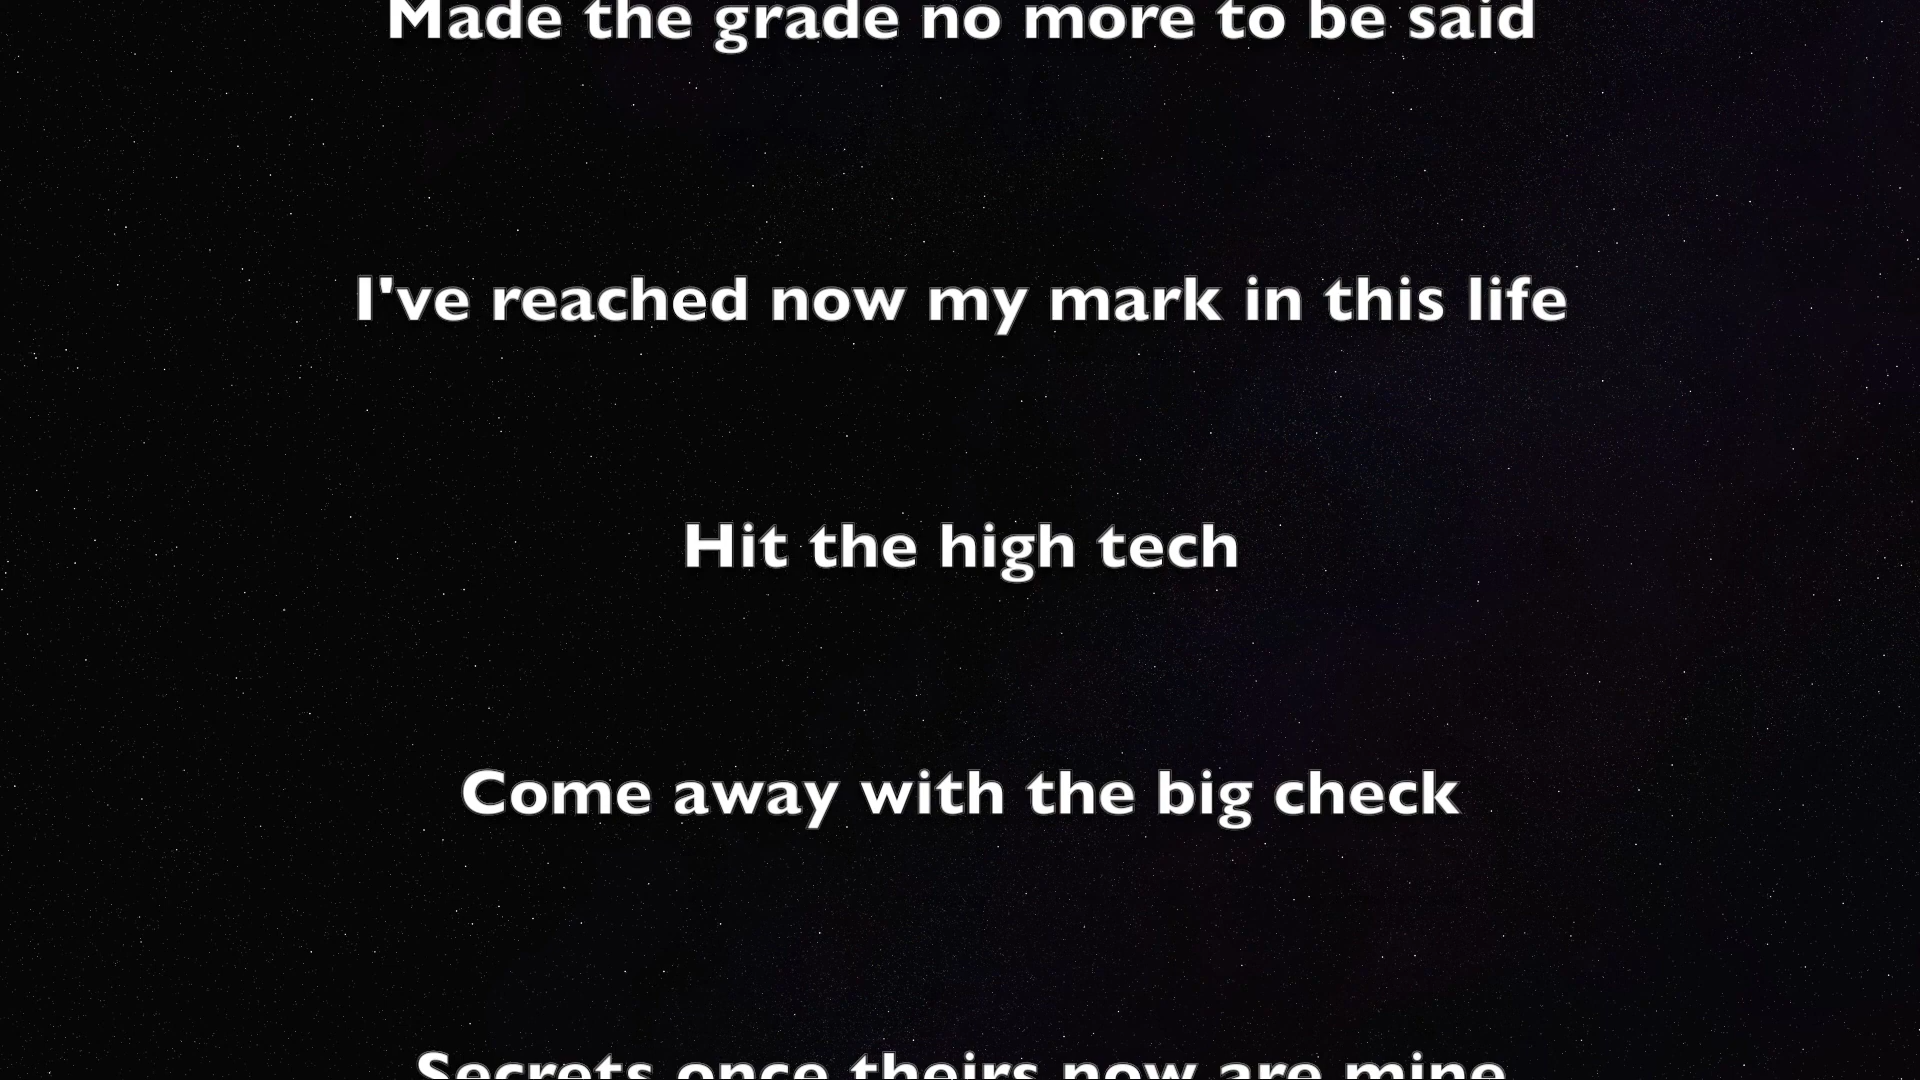 Made the grade no more to be said
I've reached now my mark in this life
Hit the high tech
Come away with the big check
Secrets once theirs now are mine